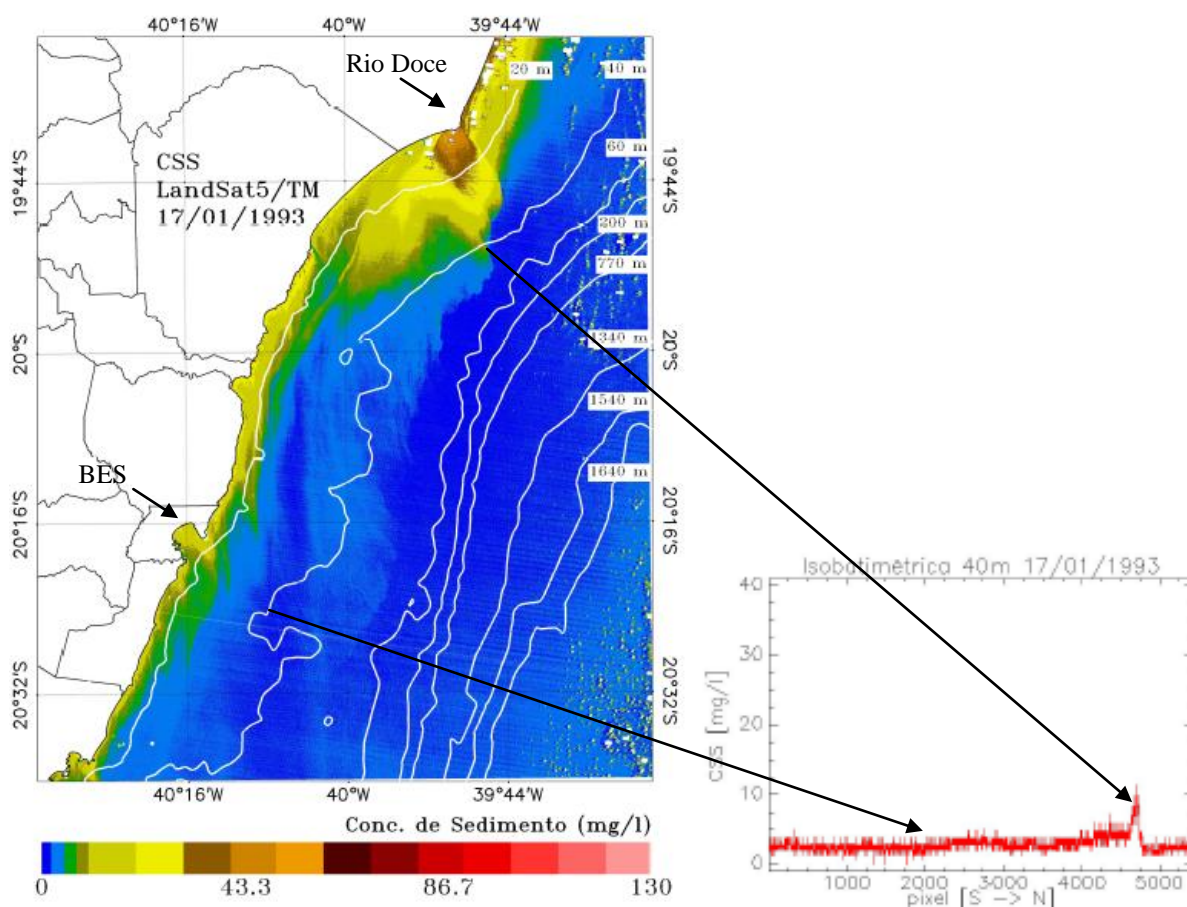 40°16'W 40°W 39°44'W
Rio Doce
20 m
40 m
60 m
200 m
770 m
1340 m
1540 m
1640 m
CSS
LandSat5/TM
17/01/1993
BES
19°44'S
20°S
20°16'S
20°32'S
19°44'S
20°S
20°16'S
20°32'S
40°16'W 40°W 39°44'W
Conc. de Sedimento (mg/l)
0 43.3 86.7 130
Isobatimétrica 40m 17/01/1993
CSS [mg/l]
40
30
20
10
0
1000 2000 3000 4000 5000
pixel [S -> N]